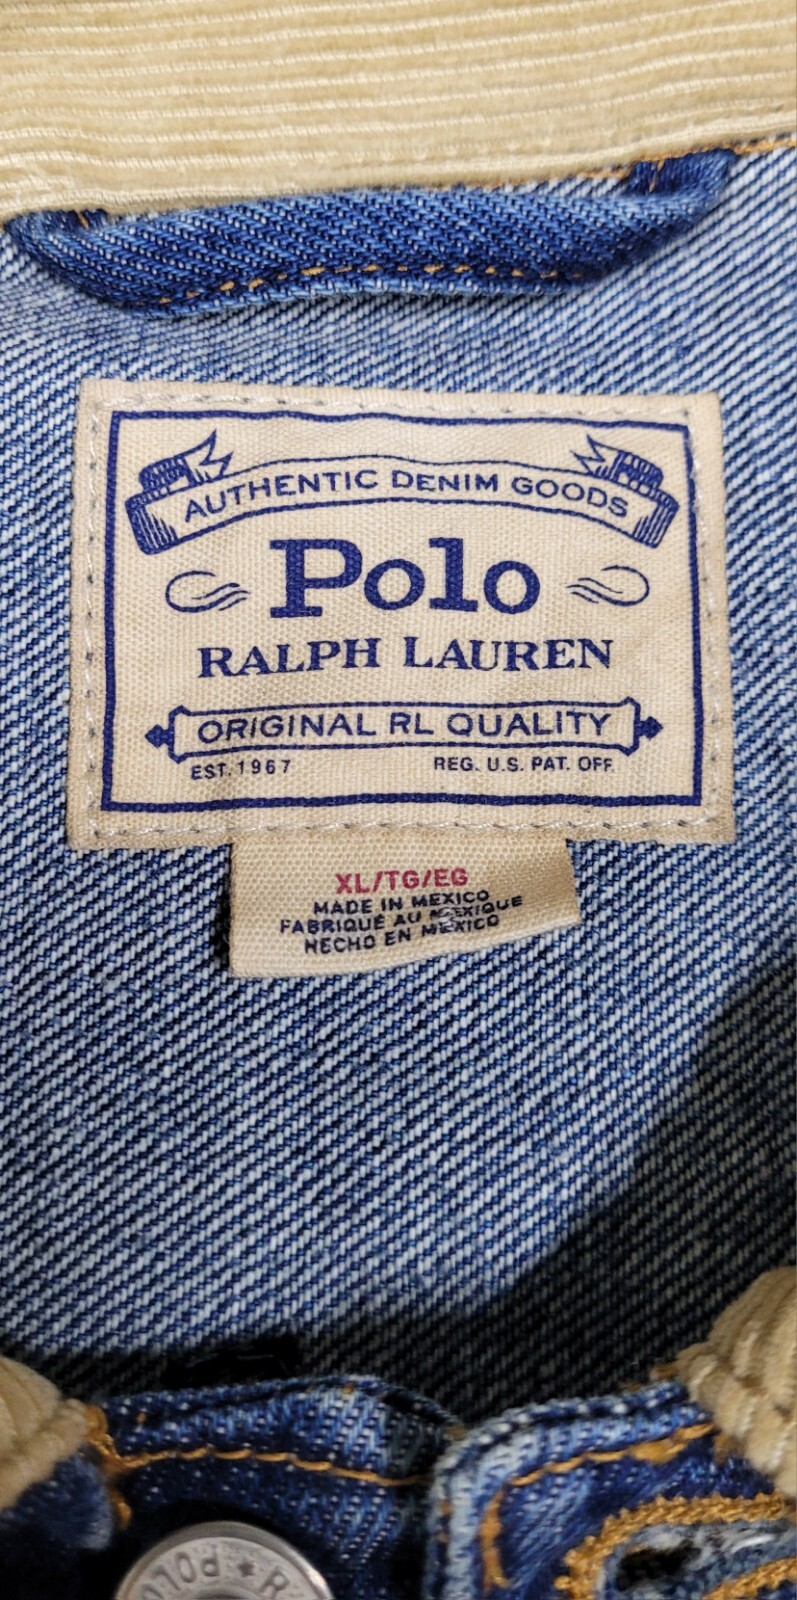 AUTHENTIC DENIM GOODS
Polo
RALPH LAUREN
ORIGINAL RL QUALITY
EST. 1967 REG. U.S. PAT. OFF.
XL/TG/EG
MADE IN MEXICO
FABRIQUÉ AU MEXIQUE
HECHO EN MÉXICO
POLO ★ R